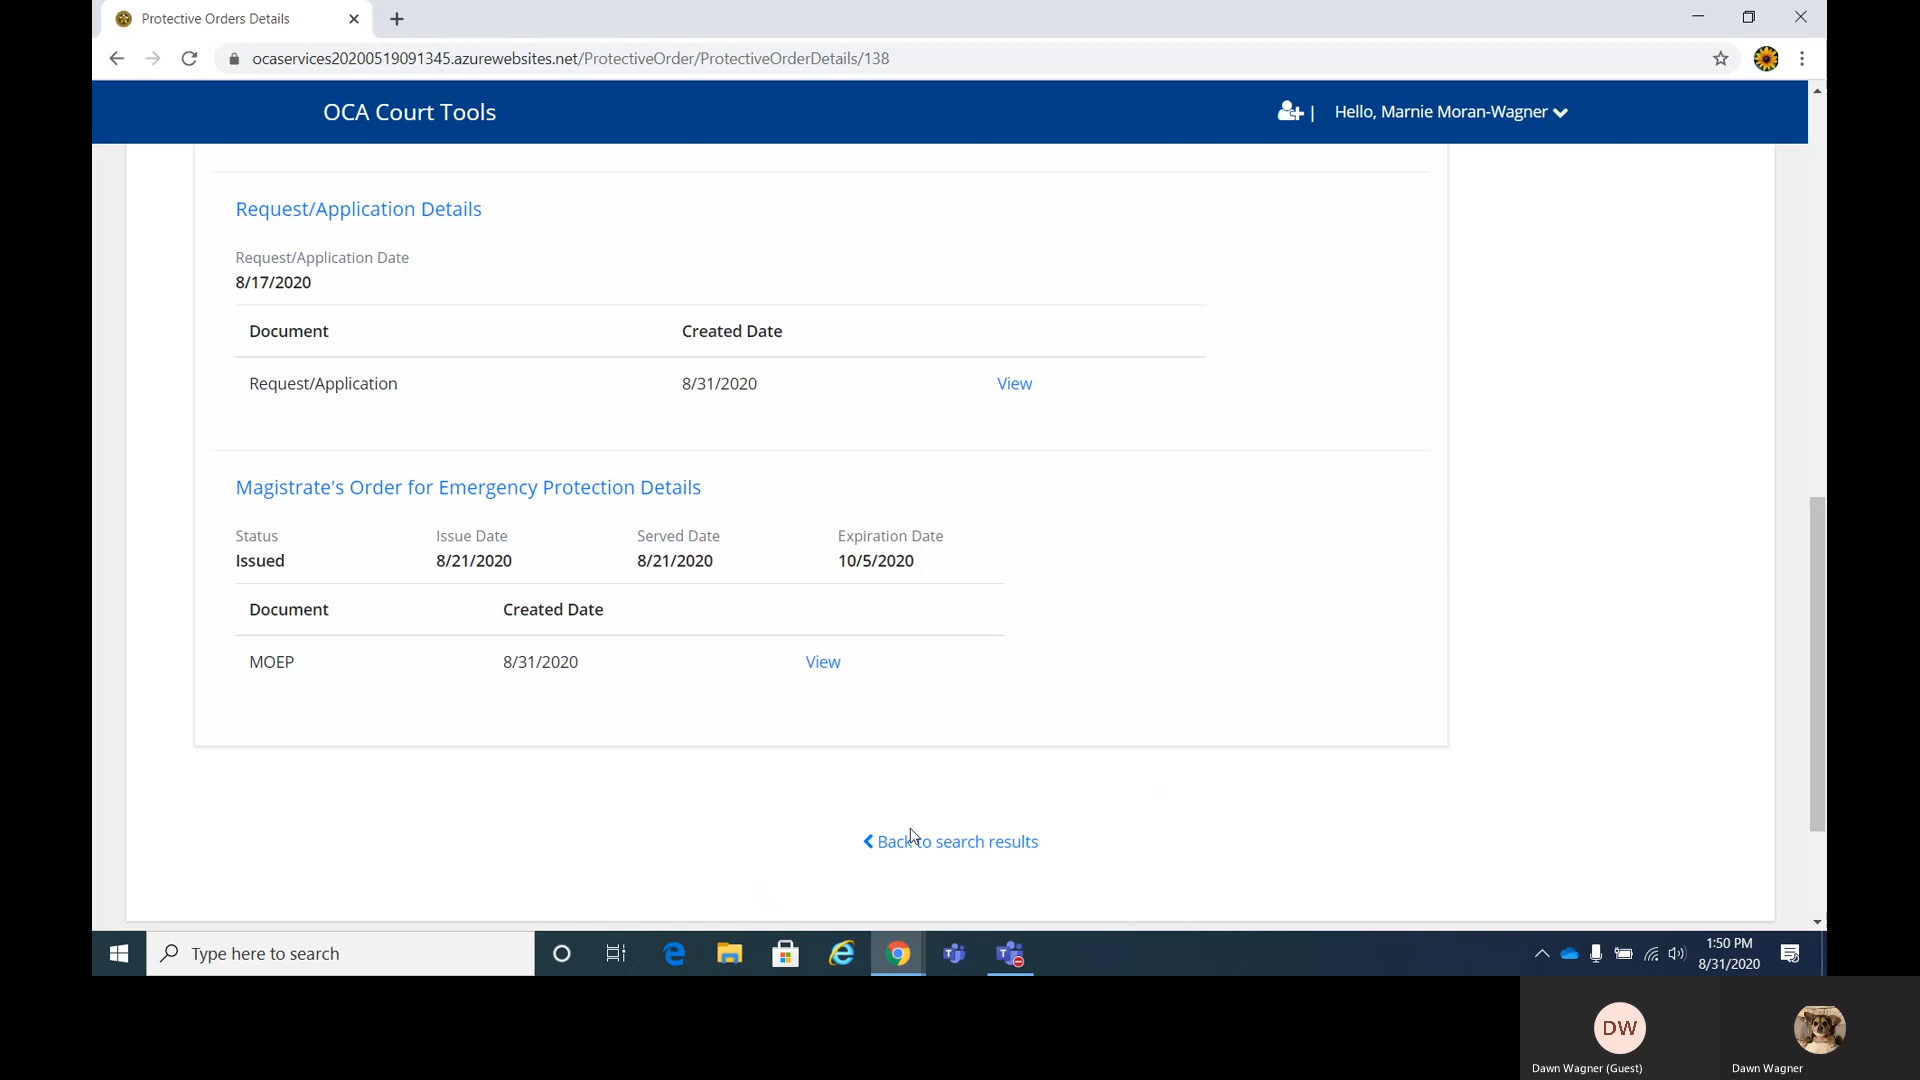 Protective Orders Details
ocaservices20200519091345.azurewebsites.net/ProtectiveOrder/ProtectiveOrderDetails/138
OCA Court Tools
| Hello, Marnie Moran-Wagner
Request/Application Details
Request/Application Date
8/17/2020
Document Created Date
Request/Application 8/31/2020 View
Magistrate's Order for Emergency Protection Details
Status Issue Date Served Date Expiration Date
Issued 8/21/2020 8/21/2020 10/5/2020
Document Created Date
MOEP 8/31/2020 View
Back to search results
Type here to search
1:50 PM
8/31/2020
DW
Dawn Wagner (Guest) Dawn Wagner